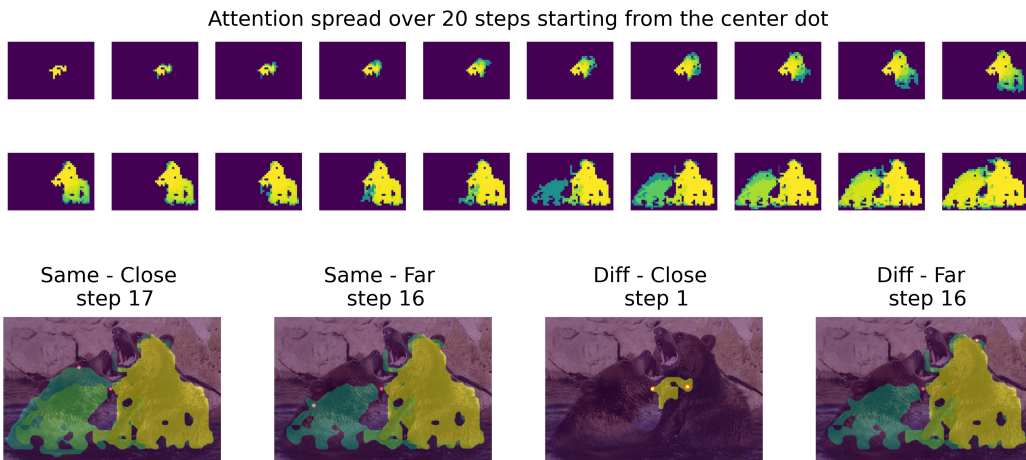 Attention spread over 20 steps starting from the center dot
Same - Close
step 17
Same - Far
step 16
Diff - Close
step 1
Diff - Far
step 16